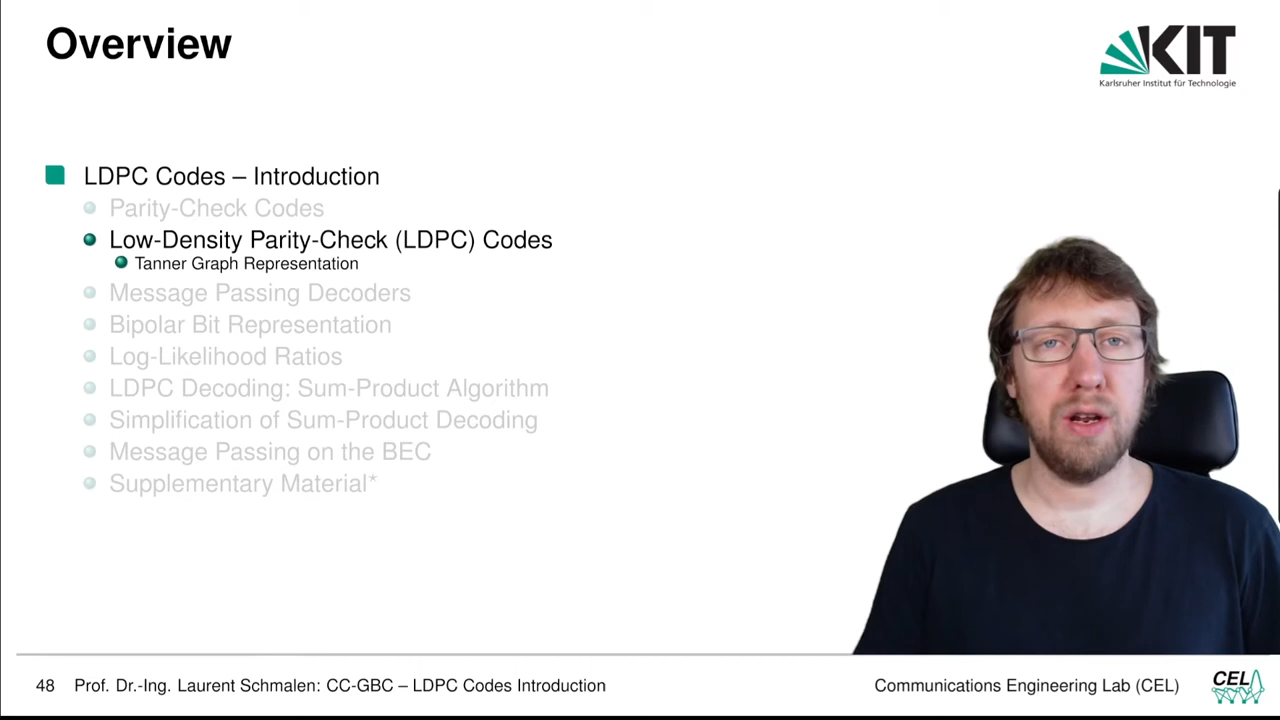 Overview
KIT
Karlsruher Institut für Technologie
LDPC Codes – Introduction
Parity-Check Codes
Low-Density Parity-Check (LDPC) Codes
Tanner Graph Representation
Message Passing Decoders
Bipolar Bit Representation
Log-Likelihood Ratios
LDPC Decoding: Sum-Product Algorithm
Simplification of Sum-Product Decoding
Message Passing on the BEC
Supplementary Material*
48 Prof. Dr.-Ing. Laurent Schmalen: CC-GBC – LDPC Codes Introduction
Communications Engineering Lab (CEL)
CEL